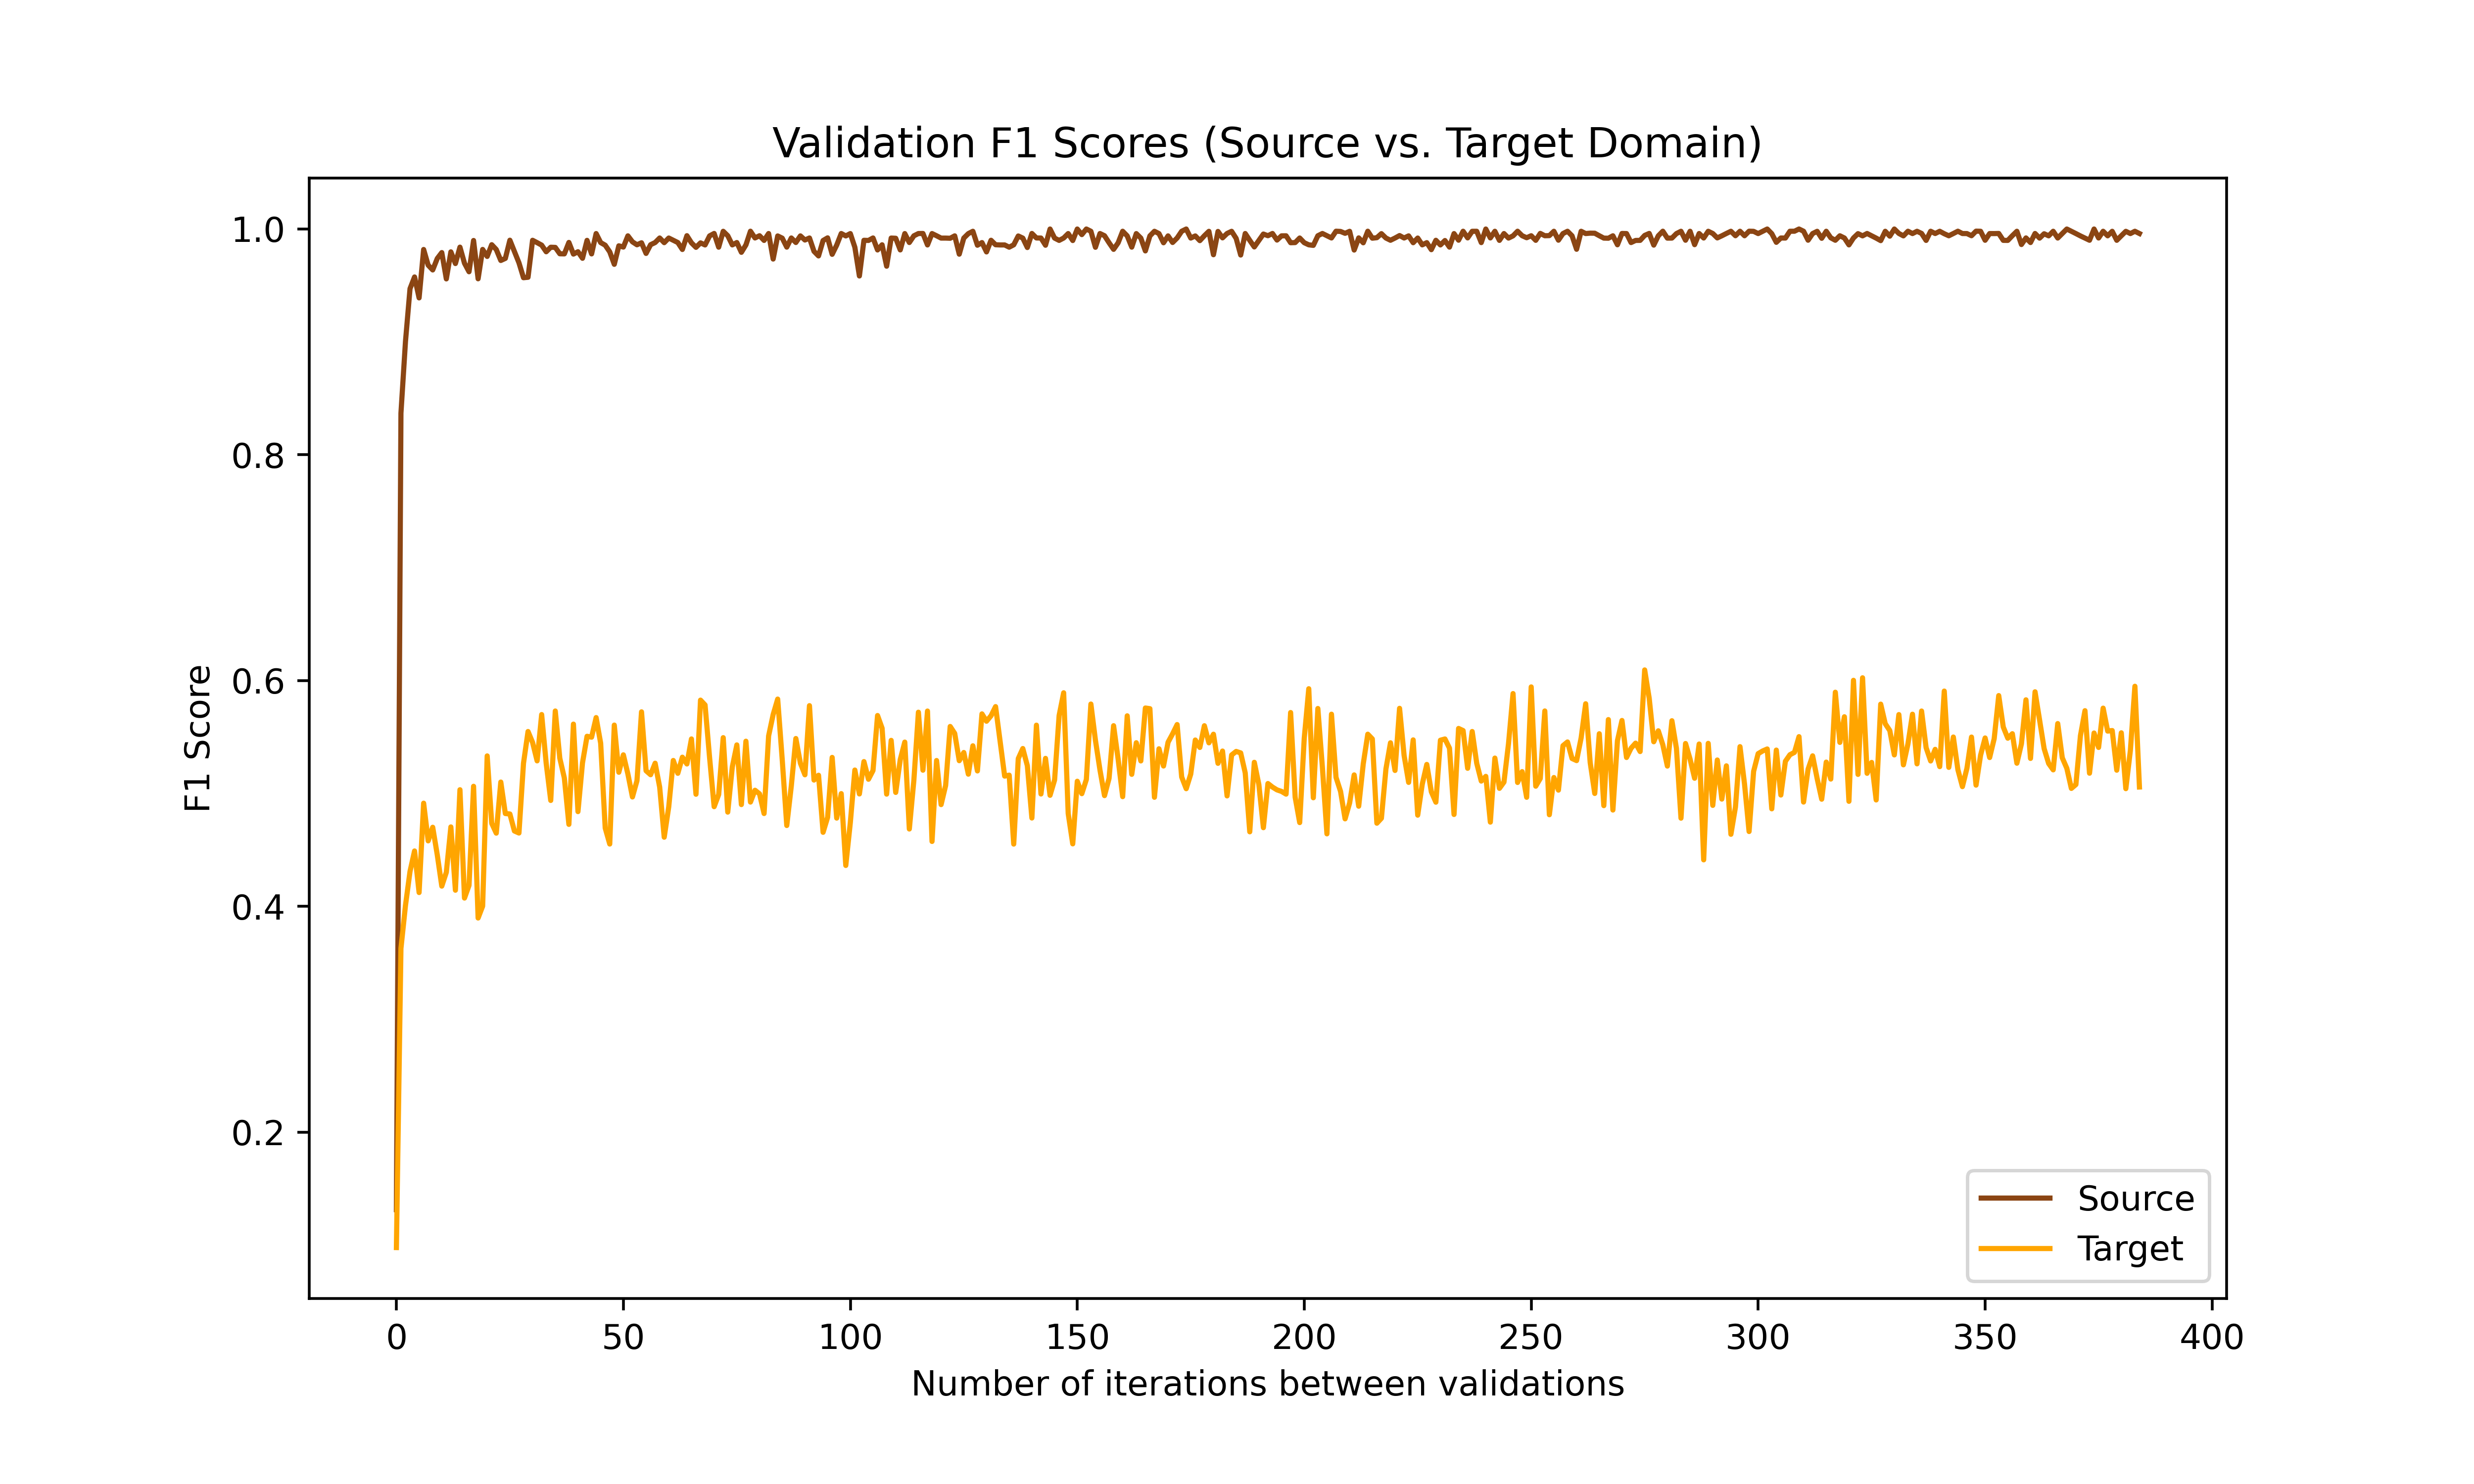 Validation F1 Scores (Source vs. Target Domain)
1.0
0.8
0.6
0.4
0.2
F1 Score
0 50 100 150 200 250 300 350 400
Number of iterations between validations
Source
Target